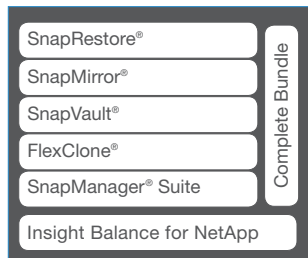 SnapRestore®
SnapMirror®
SnapVault®
FlexClone®
SnapManager® Suite
Complete Bundle
Insight Balance for NetApp